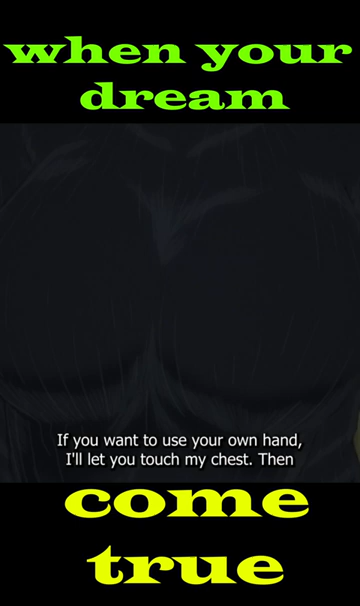 when your
dream
If you want to use your own hand,
I'll let you touch my chest. Then
come
true